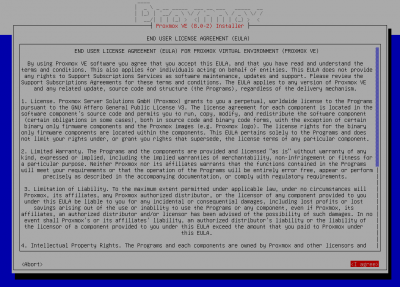 Proxmox
Proxmox VE (8.0-2) Installer
END USER LICENSE AGREEMENT (EULA)
END USER LICENSE AGREEMENT (EULA) FOR PROXMOX VIRTUAL ENVIRONMENT (PROXMOX VE)
By using Proxmox VE software you agree that you accept this EULA, and that you have read and understand the
terms and conditions. This also applies for individuals acting on behalf of entities. This EULA does not provide
any rights to Support Subscriptions Services as software maintenance, updates and support. Please review the
Support Subscriptions Agreements for these terms and conditions. The EULA applies to any version of Proxmox VE
and any related update, source code and structure (the Programs), regardless of the delivery mechanism.
1. License. Proxmox Server Solutions GmbH (Proxmox) grants to you a perpetual, worldwide license to the Programs
pursuant to the GNU Affero General Public License V3. The license agreement for each component is located in the
software component's source code and permits you to run, copy, modify, and redistribute the software component
(certain obligations in some cases), both in source code and binary code forms, with the exception of certain
binary only firmware components and the Proxmox images (e.g. Proxmox logo). The license rights for the binary
only firmware components are located within the components. This EULA pertains solely to the Programs and does
not limit your rights under, or grant you rights that supersede, the license terms of any particular component.
2. Limited Warranty. The Programs and the components are provided and licensed "as is" without warranty of any
kind, expressed or implied, including the implied warranties of merchantability, non-infringement or fitness for
a particular purpose. Neither Proxmox nor its affiliates warrants that the functions contained in the Programs
will meet your requirements or that the operation of the Programs will be entirely error free, appear or perform
precisely as described in the accompanying documentation, or comply with regulatory requirements.
3. Limitation of Liability. To the maximum extent permitted under applicable law, under no circumstances will
Proxmox, its affiliates, any Proxmox authorized distributor, or the licensor of any component provided to you
under this EULA be liable to you for any incidental or consequential damages, including lost profits or lost
savings arising out of the use or inability to use the Programs or any component, even if Proxmox, its
affiliates, an authorized distributor and/or licensor has been advised of the possibility of such damages. In no
event shall Proxmox's or its affiliates' liability, an authorized distributor's liability or the liability of
the licensor of a component provided to you under this EULA exceed the amount that you paid to Proxmox under
this EULA.
4. Intellectual Property Rights. The Programs and each components are owned by Proxmox and other licensors and
<Abort>
<I agree>